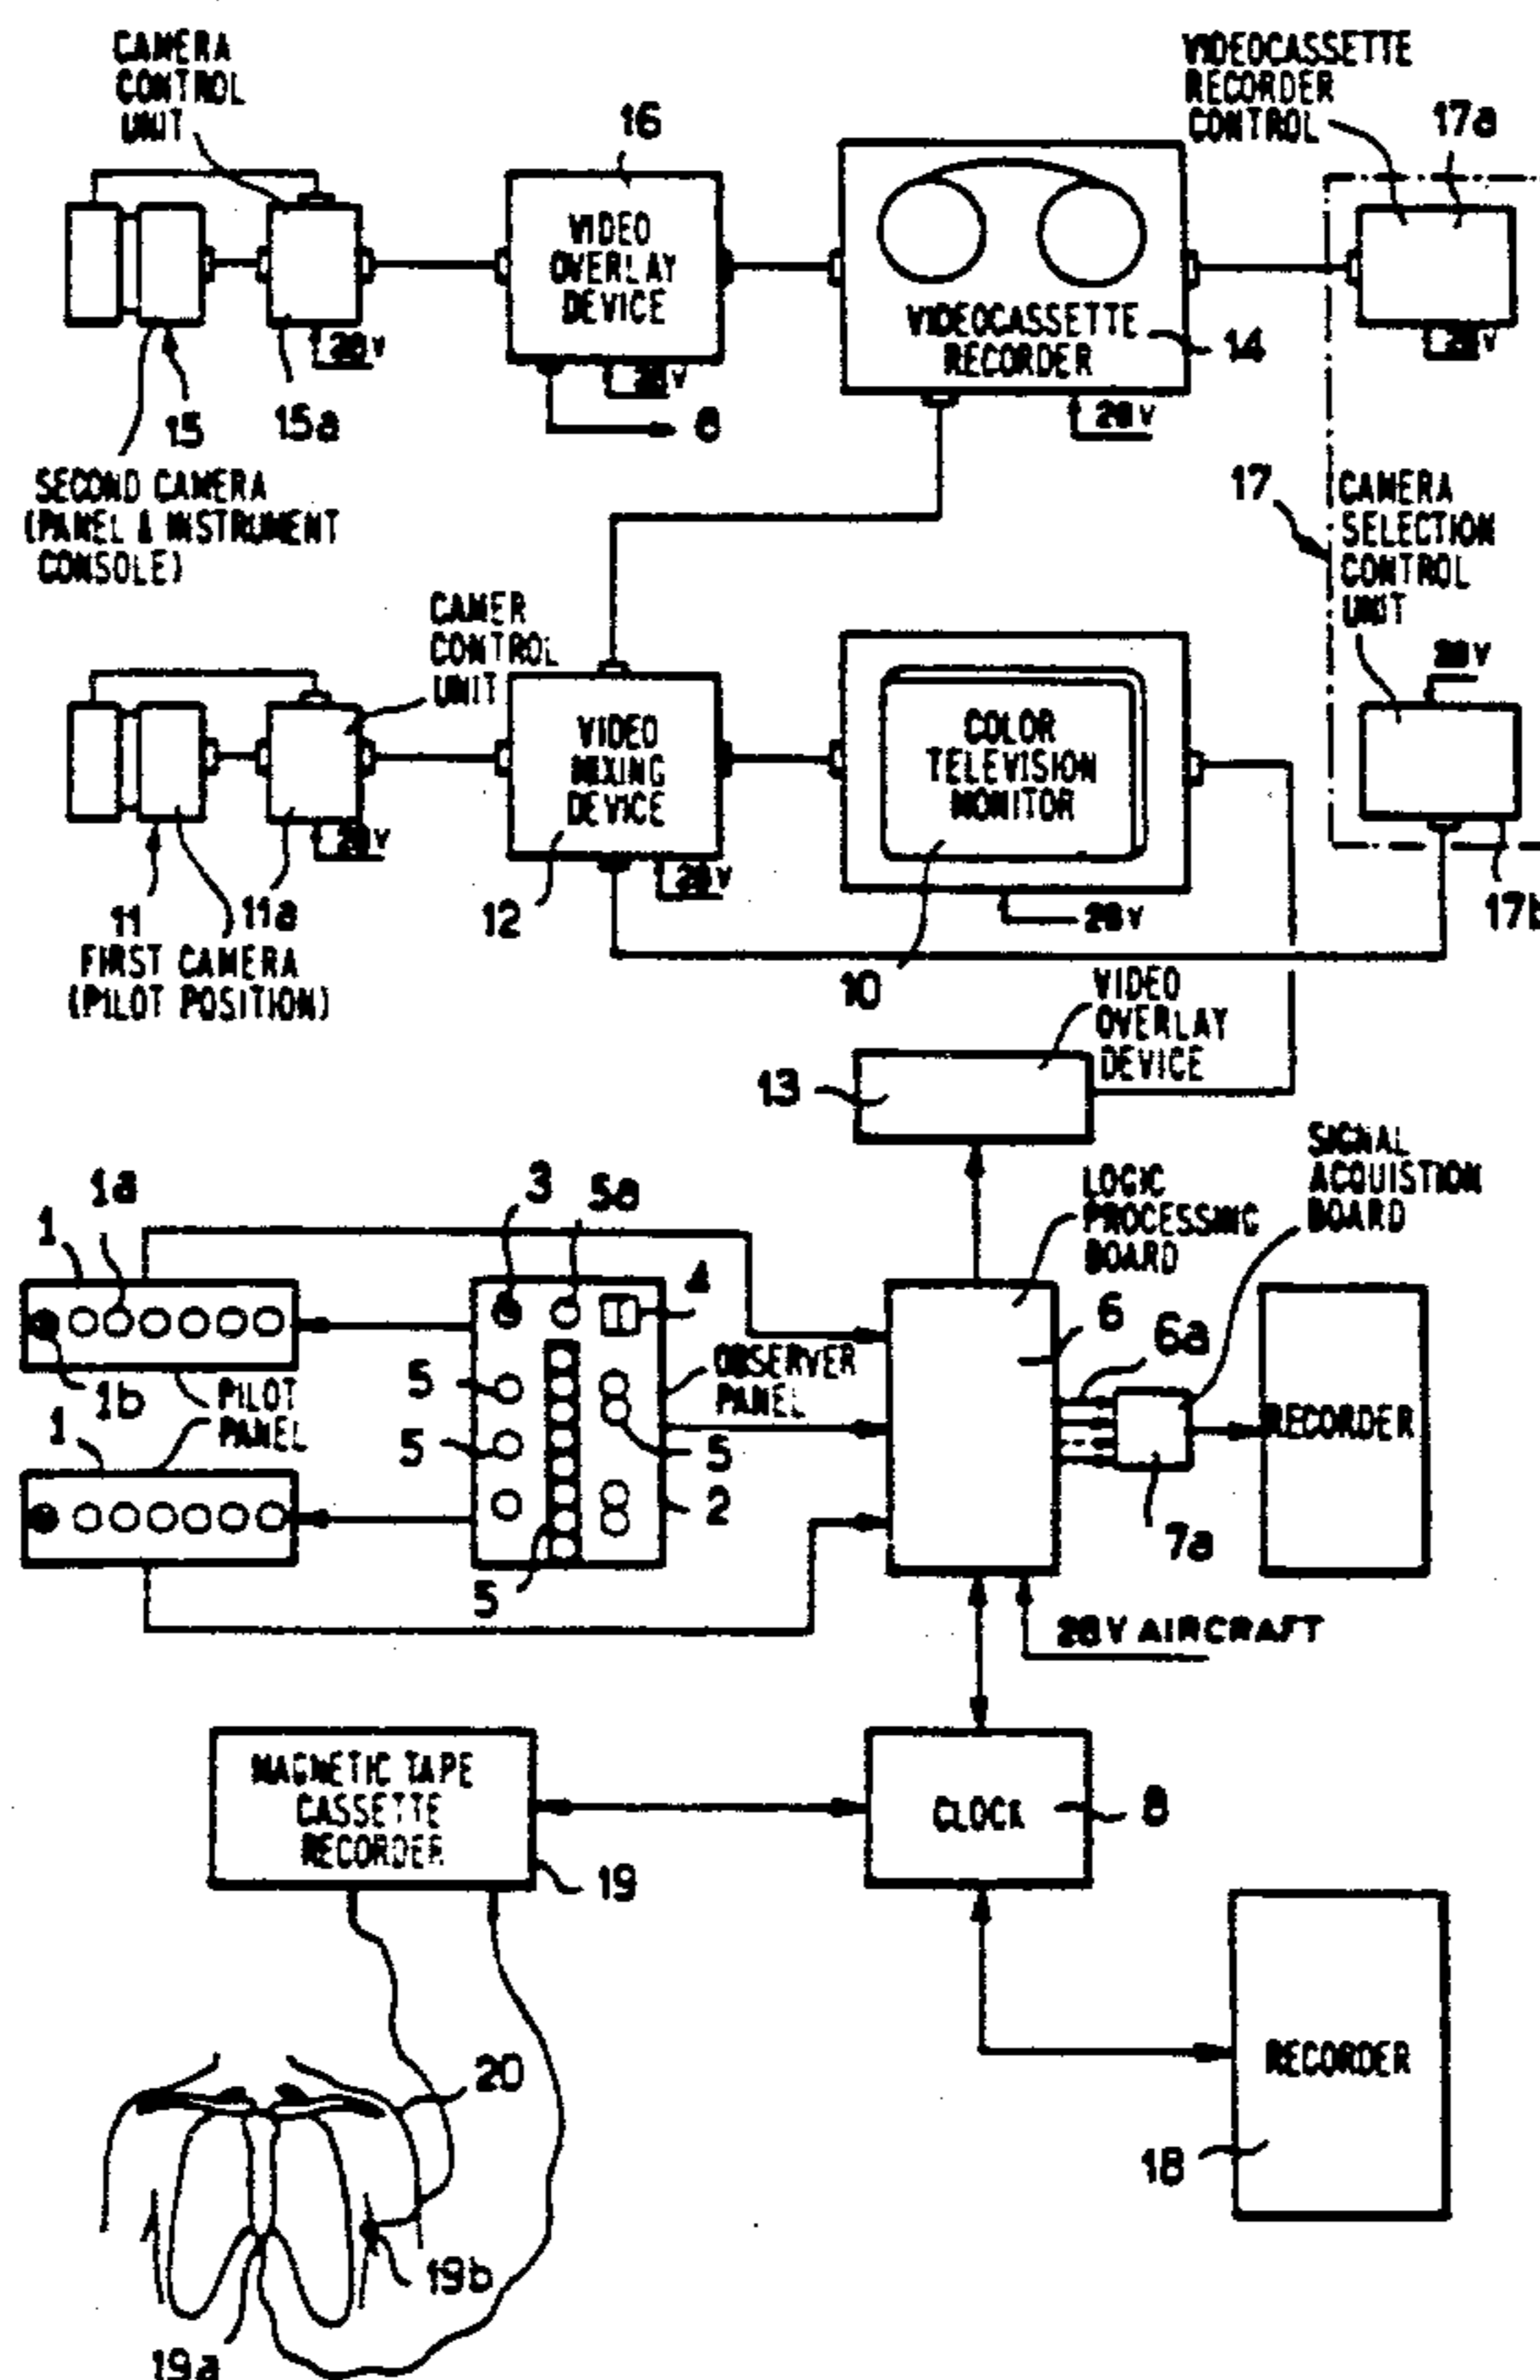 CAMERA
CONTROL
UNIT
16
VIDEOCASSETTE
RECORDER
CONTROL
17a
VIDEO
OVERLAY
DEVICE
VIDEOCASSETTE
RECORDER
14
28V
28V
28V
28V
15
15a
SECOND CAMERA
(PANEL & INSTRUMENT
CONSOLE)
17
CAMERA
SELECTION
CONTROL
UNIT
28V
CAMER
CONTROL
UNIT
VIDEO
MIXING
DEVICE
COLOR
TELEVISION
MONITOR
28V
28V
28V
11
11a
12
10
17b
FIRST CAMERA
(PILOT POSITION)
VIDEO
OVERLAY
DEVICE
13
SIGNAL
ACQUISTION
BOARD
LOGIC
PROCESSING
BOARD
1
1a
3
5a
4
1b
PILOT
PANEL
1
5
5
5
5
2
OBSERVER
PANEL
6
6a
7a
RECORDER
28V AIRCRAFT
MAGNETIC TAPE
CASSETTE
RECORDER
19
CLOCK
8
RECORDER
18
20
19b
19a